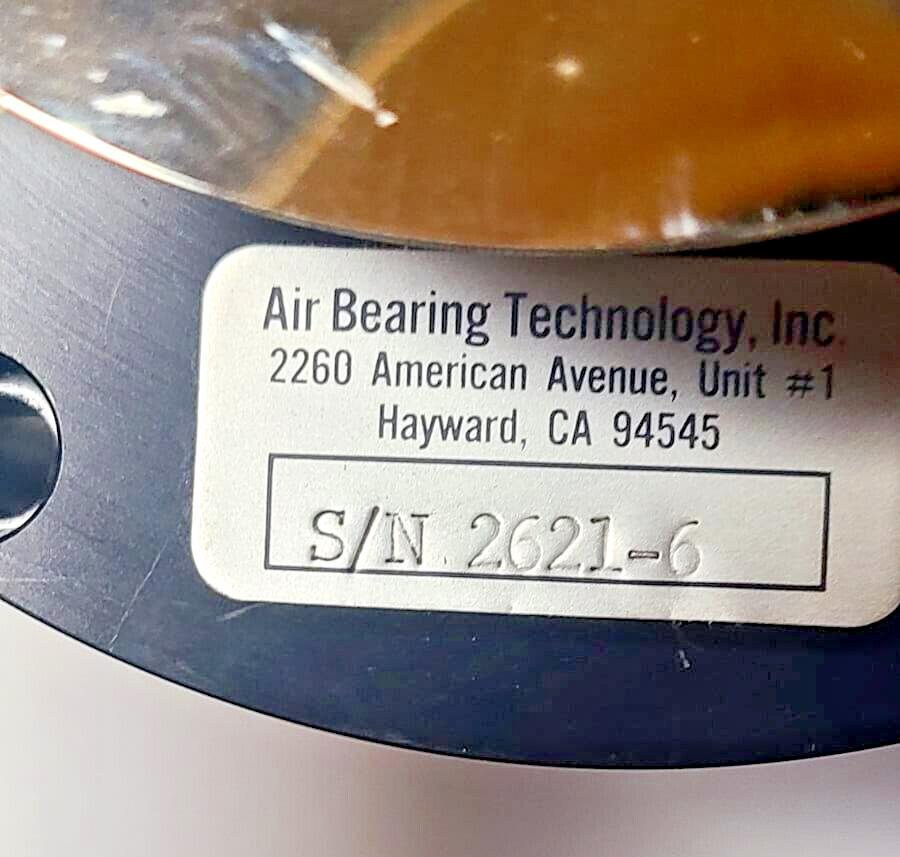 Air Bearing Technology, Inc.
2260 American Avenue, Unit #1
Hayward, CA 94545
S/N 2621-6